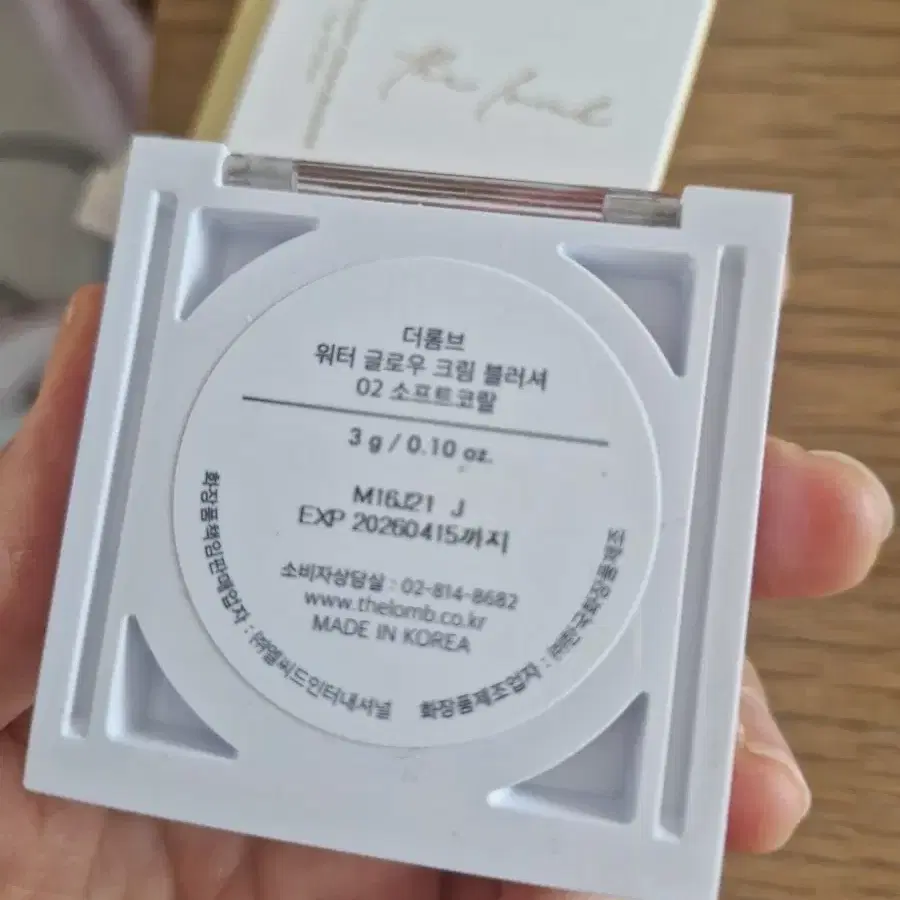 더롬브
워터 글로우 크림 블러셔
02 소프트코랄
3 g / 0.10 oz.
M16J21 J
EXP 20260415까지
소비자상담실 : 02-814-8682
www.thelomb.co.kr
MADE IN KOREA
화장품책임판매업자 : ㈜엘씨드인터내셔널
화장품제조업자 :